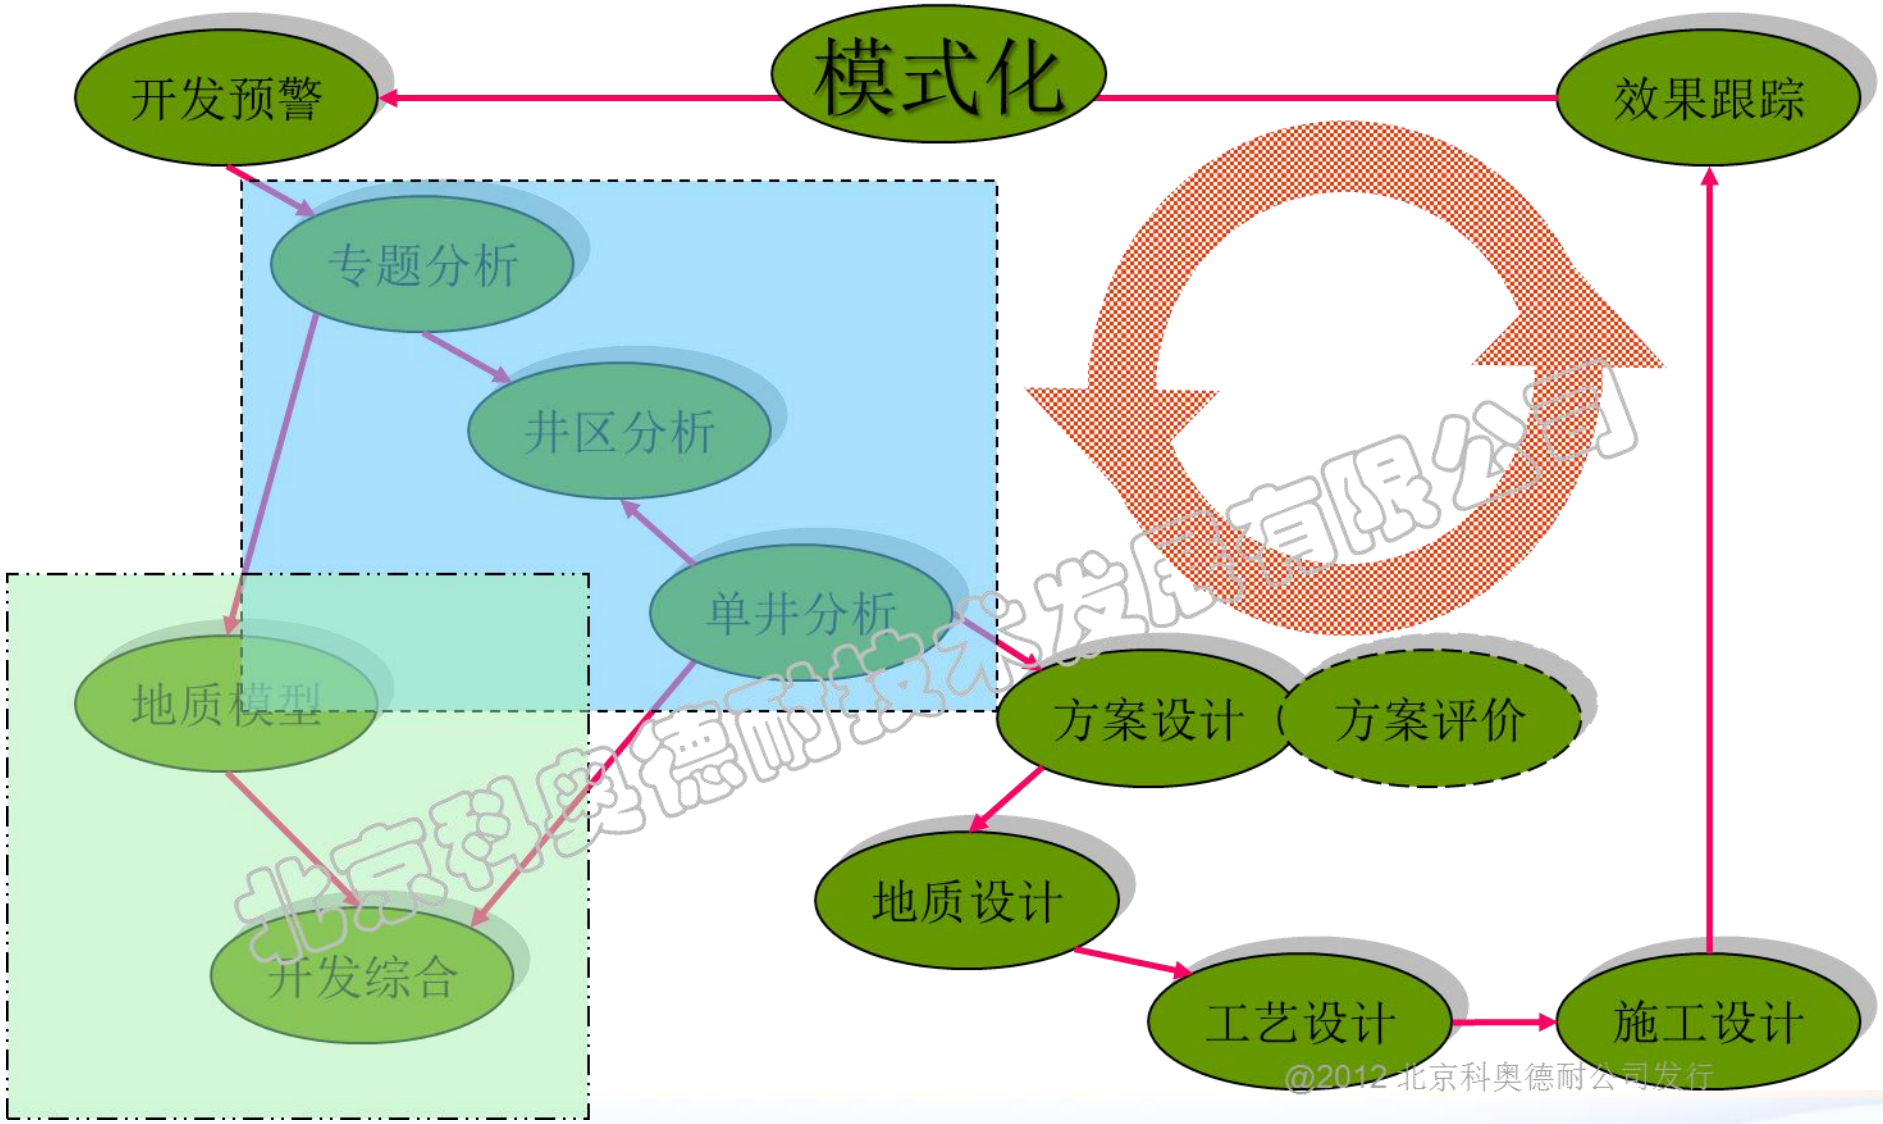 模式化
开发预警
效果跟踪
专题分析
井区分析
单井分析
地质模型
方案设计
方案评价
地质设计
开发综合
工艺设计
施工设计
北京科奥德耐技术发展有限公司
@2012 北京科奥德耐公司发行